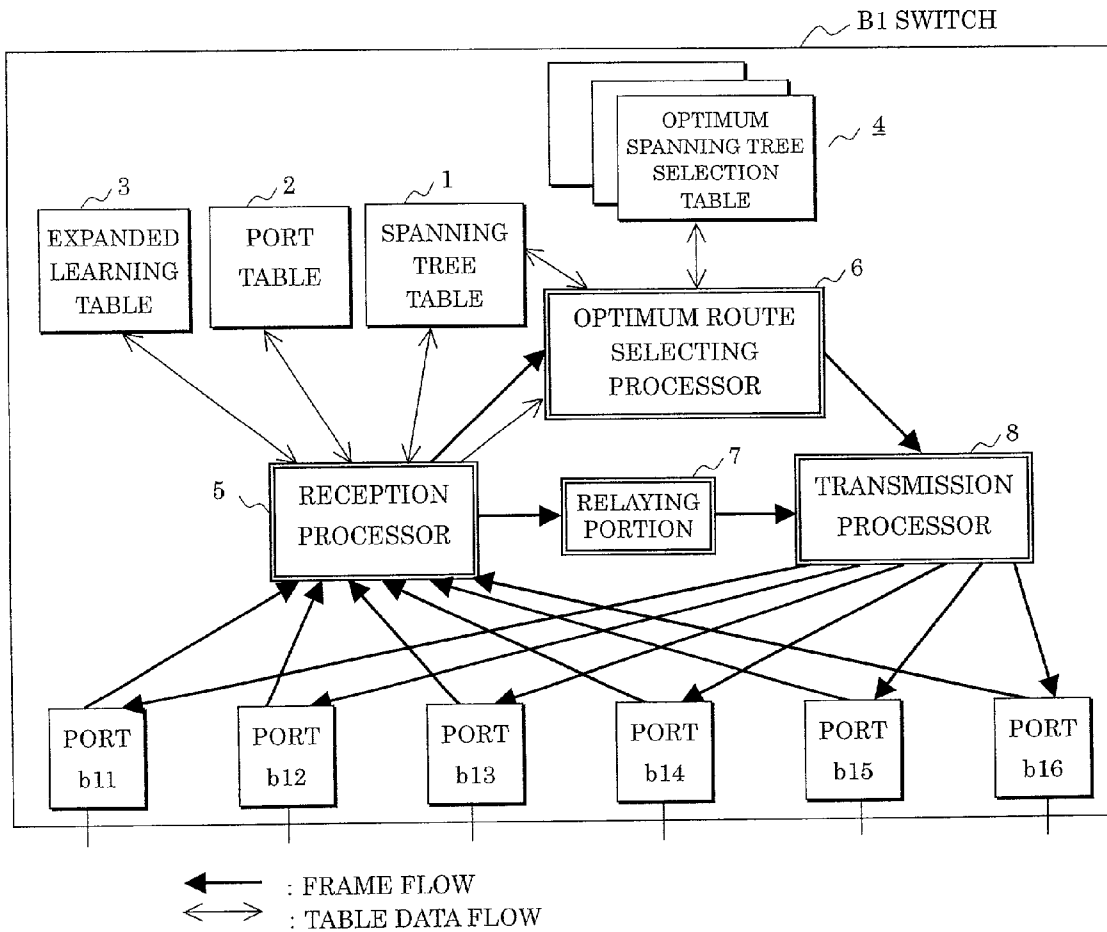 B1 SWITCH
OPTIMUM
SPANNING TREE
SELECTION
TABLE
4
3
EXPANDED
LEARNING
TABLE
2
PORT
TABLE
1
SPANNING
TREE
TABLE
6
OPTIMUM ROUTE
SELECTING
PROCESSOR
5
RECEPTION
PROCESSOR
7
RELAYING
PORTION
8
TRANSMISSION
PROCESSOR
PORT
b11
PORT
b12
PORT
b13
PORT
b14
PORT
b15
PORT
b16
: FRAME FLOW
: TABLE DATA FLOW